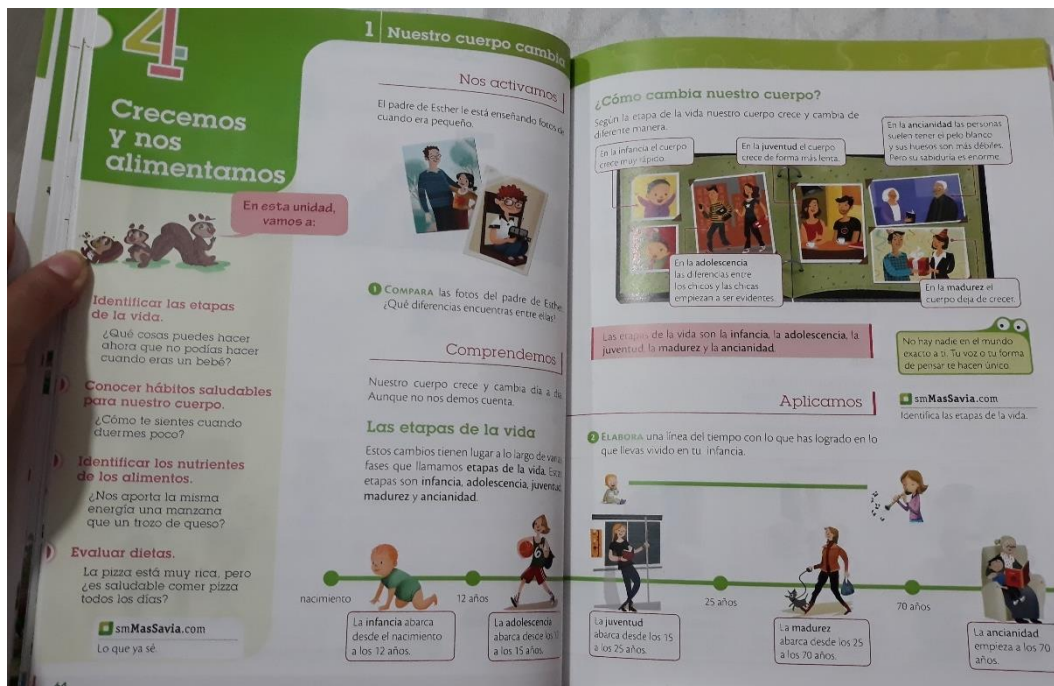 4
Crecemos
y nos
alimentamos
En esta unidad,
vamos a:
Identificar las etapas
de la vida.
¿Qué cosas puedes hacer
ahora que no podías hacer
cuando eras un bebé?
Conocer hábitos saludables
para nuestro cuerpo.
¿Cómo te sientes cuando
duermes poco?
Identificar los nutrientes
de los alimentos.
¿Nos aporta la misma
energía una manzana
que un trozo de queso?
Evaluar dietas.
La pizza está muy rica, pero
¿es saludable comer pizza
todos los días?
smMasSavia.com
Lo que ya sé.
1 Nuestro cuerpo cambia
Nos activamos
El padre de Esther le está enseñando fotos de
cuando era pequeño.
1 COMPARA las fotos del padre de Esther
¿Qué diferencias encuentras entre ellas?
Comprendemos
Nuestro cuerpo crece y cambia día a día
Aunque no nos demos cuenta.
Las etapas de la vida
Estos cambios tienen lugar a lo largo de varias
fases que llamamos etapas de la vida. Estas
etapas son infancia, adolescencia, juventud,
madurez y ancianidad.
nacimiento
12 años
La infancia abarca
desde el nacimiento
a los 12 años.
La adolescencia
abarca desde los
a los 15 años.
¿Cómo cambia nuestro cuerpo?
Según la etapa de la vida nuestro cuerpo crece y cambia de
diferente manera.
En la infancia el cuerpo
crece muy rápido.
En la juventud el cuerpo
crece de forma más lenta.
En la ancianidad las personas
suelen tener el pelo blanco
y sus huesos son más débiles.
Pero su sabiduría es enorme.
En la adolescencia
las diferencias entre
los chicos y las chicas
empiezan a ser evidentes.
En la madurez el
cuerpo deja de crecer.
Las etapas de la vida son la infancia, la adolescencia, la
juventud, la madurez y la ancianidad.
No hay nadie en el mundo
exacto a ti. Tu voz o tu forma
de pensar te hacen único.
smMasSavia.com
Identifica las etapas de la vida.
Aplicamos
2 ELABORA una línea del tiempo con lo que has logrado en lo
que llevas vivido en tu infancia.
25 años
70 años
La juventud
abarca desde los 15
a los 25 años.
La madurez
abarca desde los 25
a los 70 años.
La ancianidad
empieza a los 70
años.